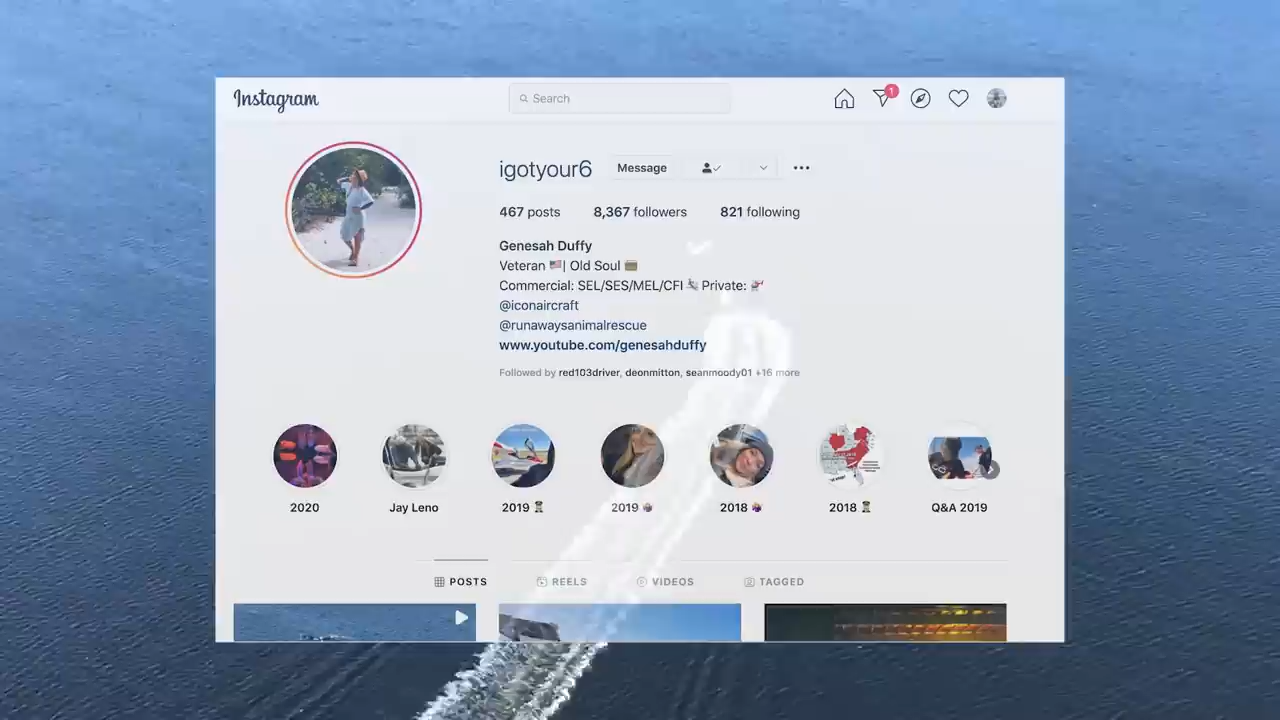 Instagram
Search
1
igotyour6 Message
467 posts 8,367 followers 821 following
Genesah Duffy
Veteran 🇺🇸| Old Soul
Commercial: SEL/SES/MEL/CFI Private:
@iconaircraft
@runawaysanimalrescue
www.youtube.com/genesahduffy
Followed by red103driver, deonmitton, seanmoody01 +16 more
2020 Jay Leno 2019 2019 2018 2018 Q&A 2019
POSTS REELS VIDEOS TAGGED